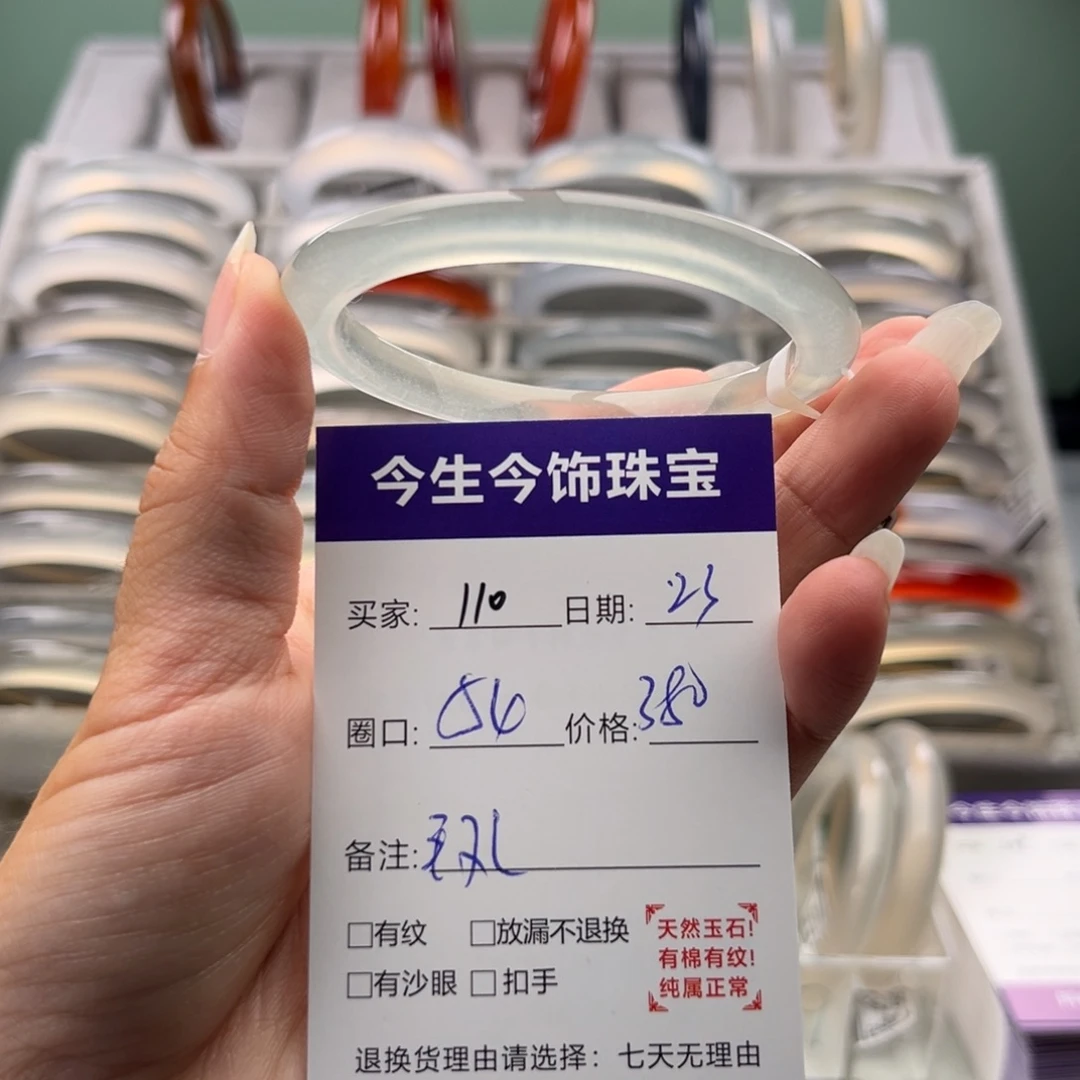 今生今饰珠宝
买家: 110 日期: 23
圈口: 56 价格: 380
备注:
□有纹 □放漏不退换
□有沙眼 □扣手
天然玉石!
有棉有纹!
纯属正常
退换货理由请选择：七天无理由